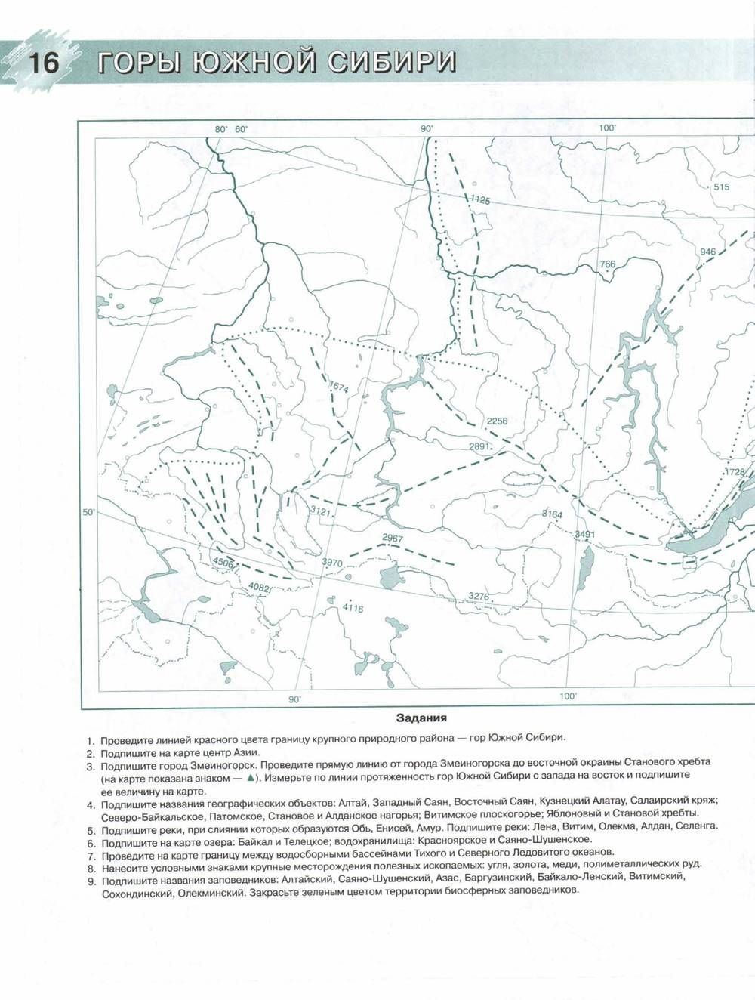 16 ГОРЫ ЮЖНОЙ СИБИРИ
80° 60° 90° 100°
515
1125
946
766
1674
2256
2891
1728
50°
3121
3164
3491
2967
4506
3970
4082
3276
4116
90° 100°
Задания
1. Проведите линией красного цвета границу крупного природного района — гор Южной Сибири.
2. Подпишите на карте центр Азии.
3. Подпишите город Змеиногорск. Проведите прямую линию от города Змеиногорска до восточной окраины Станового хребта
(на карте показана знаком — ▲). Измерьте по линии протяженность гор Южной Сибири с запада на восток и подпишите
ее величину на карте.
4. Подпишите названия географических объектов: Алтай, Западный Саян, Восточный Саян, Кузнецкий Алатау, Салаирский кряж;
Северо-Байкальское, Патомское, Становое и Алданское нагорья; Витимское плоскогорье; Яблоновый и Становой хребты.
5. Подпишите реки, при слиянии которых образуются Обь, Енисей, Амур. Подпишите реки: Лена, Витим, Олекма, Алдан, Селенга.
6. Подпишите на карте озера: Байкал и Телецкое; водохранилища: Красноярское и Саяно-Шушенское.
7. Проведите на карте границу между водосборными бассейнами Тихого и Северного Ледовитого океанов.
8. Нанесите условными знаками крупные месторождения полезных ископаемых: угля, золота, меди, полиметаллических руд.
9. Подпишите названия заповедников: Алтайский, Саяно-Шушенский, Азас, Баргузинский, Байкало-Ленский, Витимский,
Сохондинский, Олекминский. Закрасьте зеленым цветом территории биосферных заповедников.